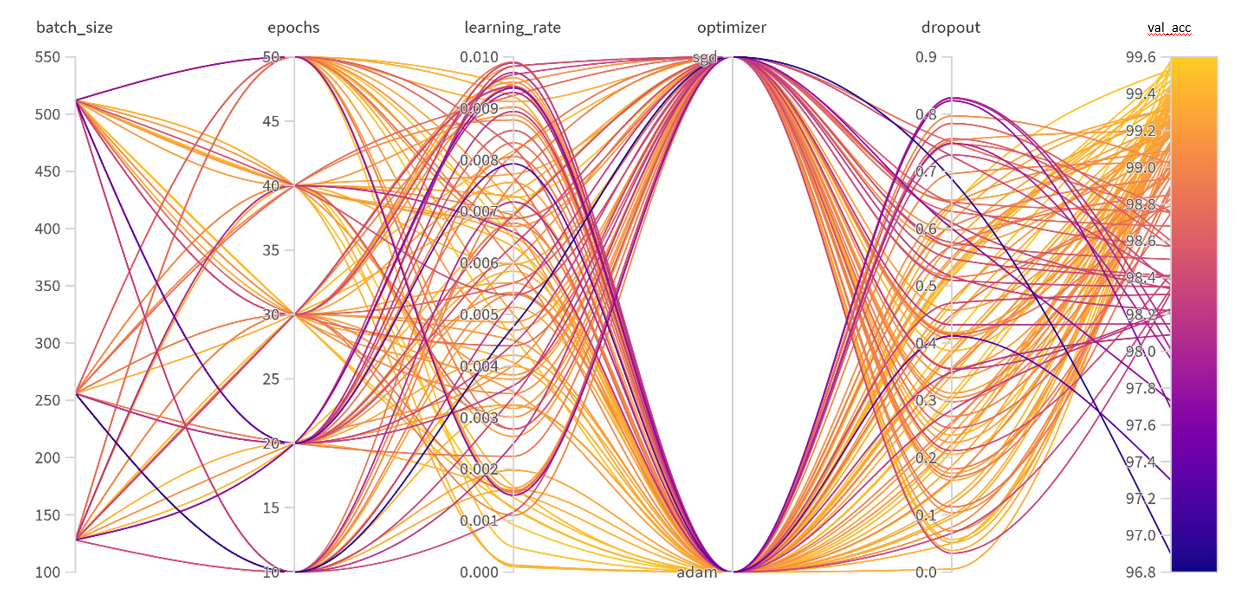 batch_size epochs learning_rate optimizer dropout val_acc
550 50 0.010 sgd 0.9 99.6
500 45 0.009 0.8 99.4
450 40 0.008 0.7 99.2
400 35 0.007 0.6 99.0
350 30 0.006 0.5 98.8
300 25 0.005 0.4 98.6
250 20 0.004 0.3 98.4
200 15 0.003 0.2 98.2
150 10 0.002 0.1 98.0
100 0.001 0.0 97.8
0.000 adam 97.6
97.4
97.2
97.0
96.8